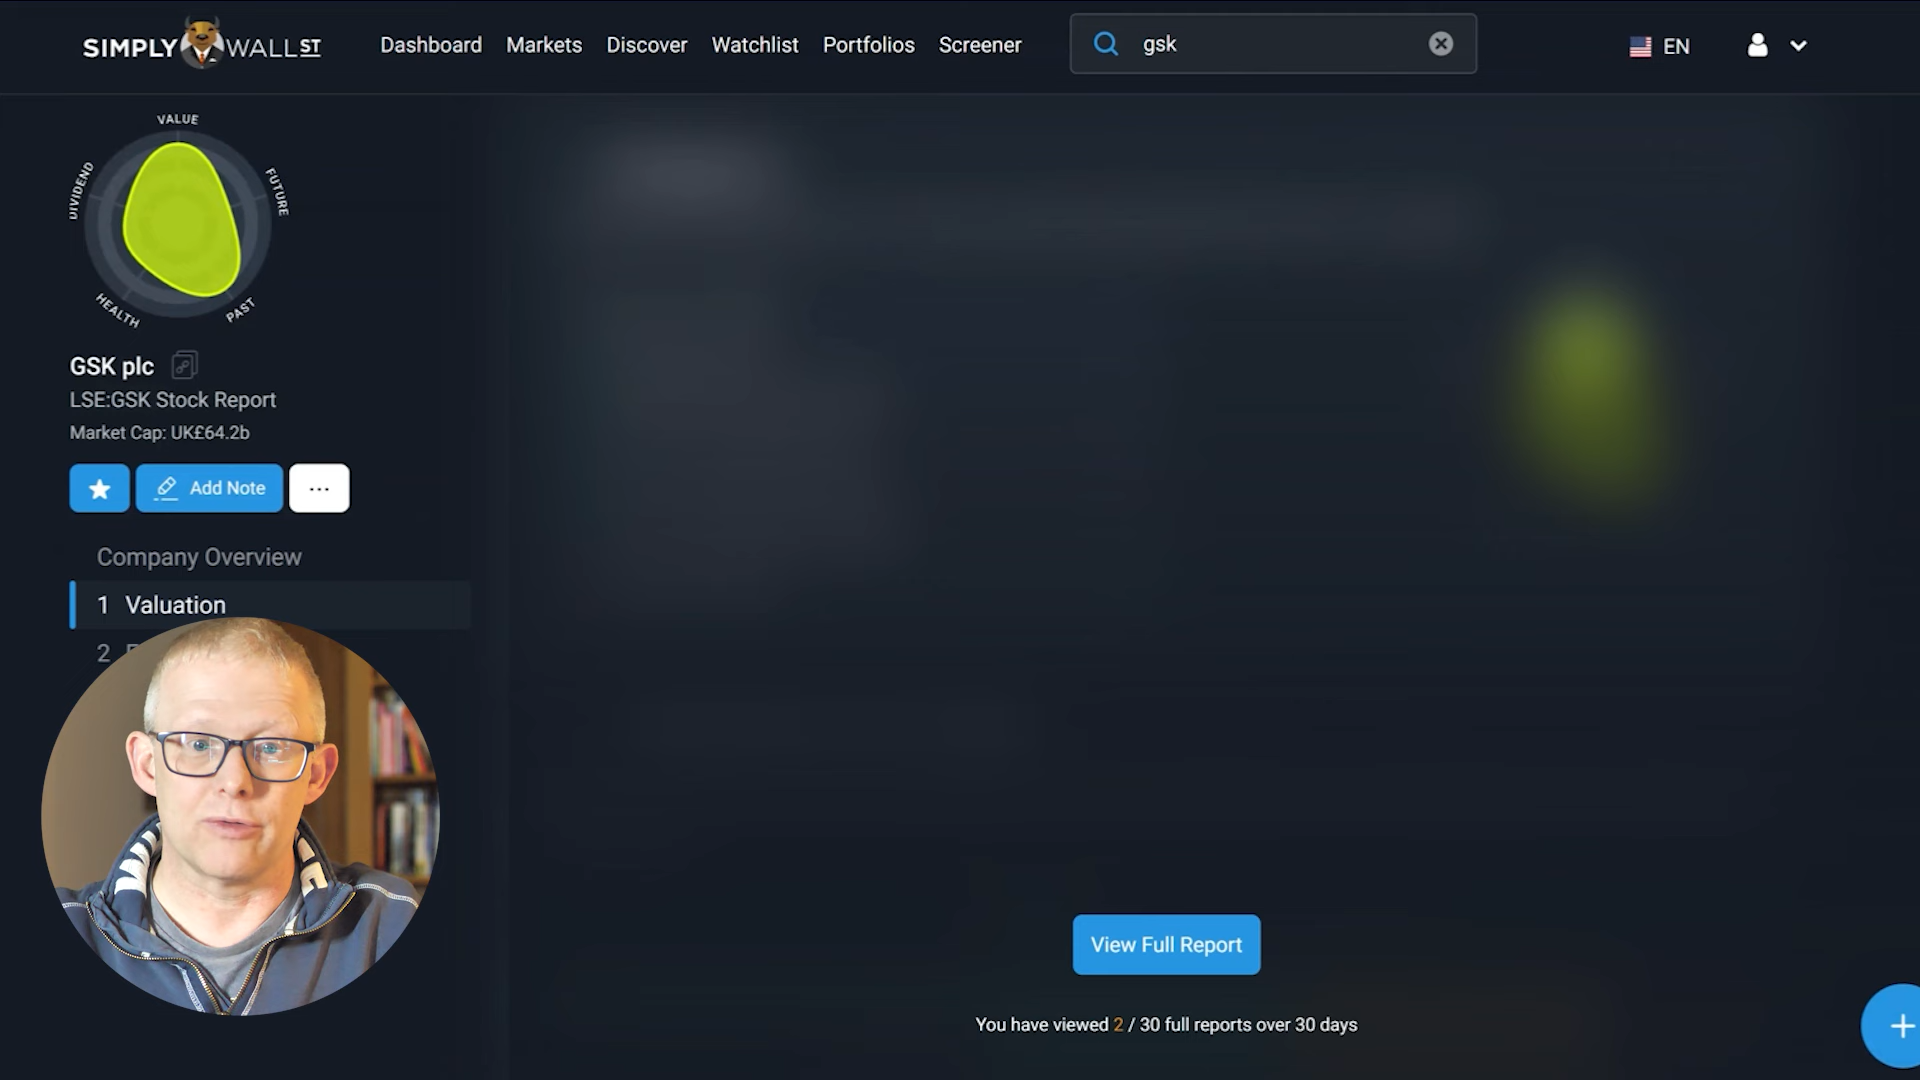 SIMPLY WALLST
Dashboard
Markets
Discover
Watchlist
Portfolios
Screener
gsk
EN
VALUE
FUTURE
PAST
HEALTH
DIVIDEND
GSK plc
LSE:GSK Stock Report
Market Cap: UK£64.2b
Add Note
...
Company Overview
1 Valuation
2
View Full Report
You have viewed 2 / 30 full reports over 30 days